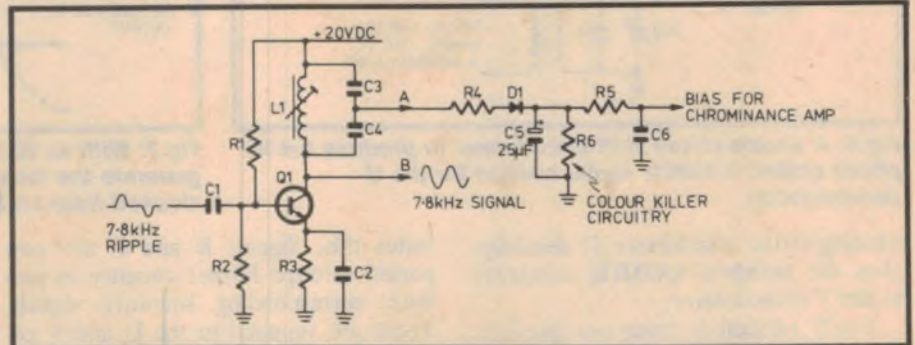 +20VDC
C3
A
R4
D1
R5
BIAS FOR
CHROMINANCE AMP
L1
C4
C5
25µF
R6
C6
R1
B
COLOUR KILLER
CIRCUITRY
Q1
7·8kHz SIGNAL
C1
7·8kHz
RIPPLE
R2
R3
C2